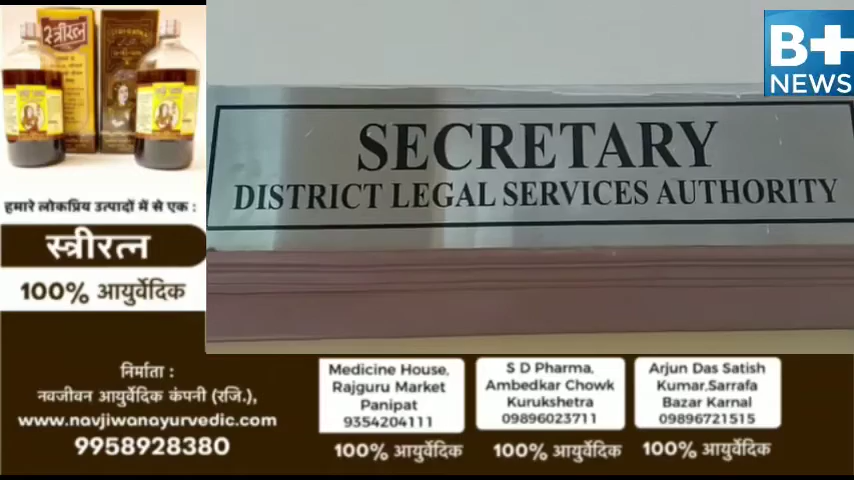 स्त्रीरत्न
B+
NEWS
SECRETARY
DISTRICT LEGAL SERVICES AUTHORITY
हमारे लोकप्रिय उत्पादों में से एक :
स्त्रीरत्न
100% आयुर्वेदिक
निर्माता :
नवजीवन आयुर्वेदिक कंपनी (रजि.),
www.navjiwanayurvedic.com
9958928380
Medicine House,
Rajguru Market
Panipat
9354204111
100% आयुर्वेदिक
S D Pharma,
Ambedkar Chowk
Kurukshetra
09896023711
100% आयुर्वेदिक
Arjun Das Satish
Kumar,Sarrafa
Bazar Karnal
09896721515
100% आयुर्वेदिक